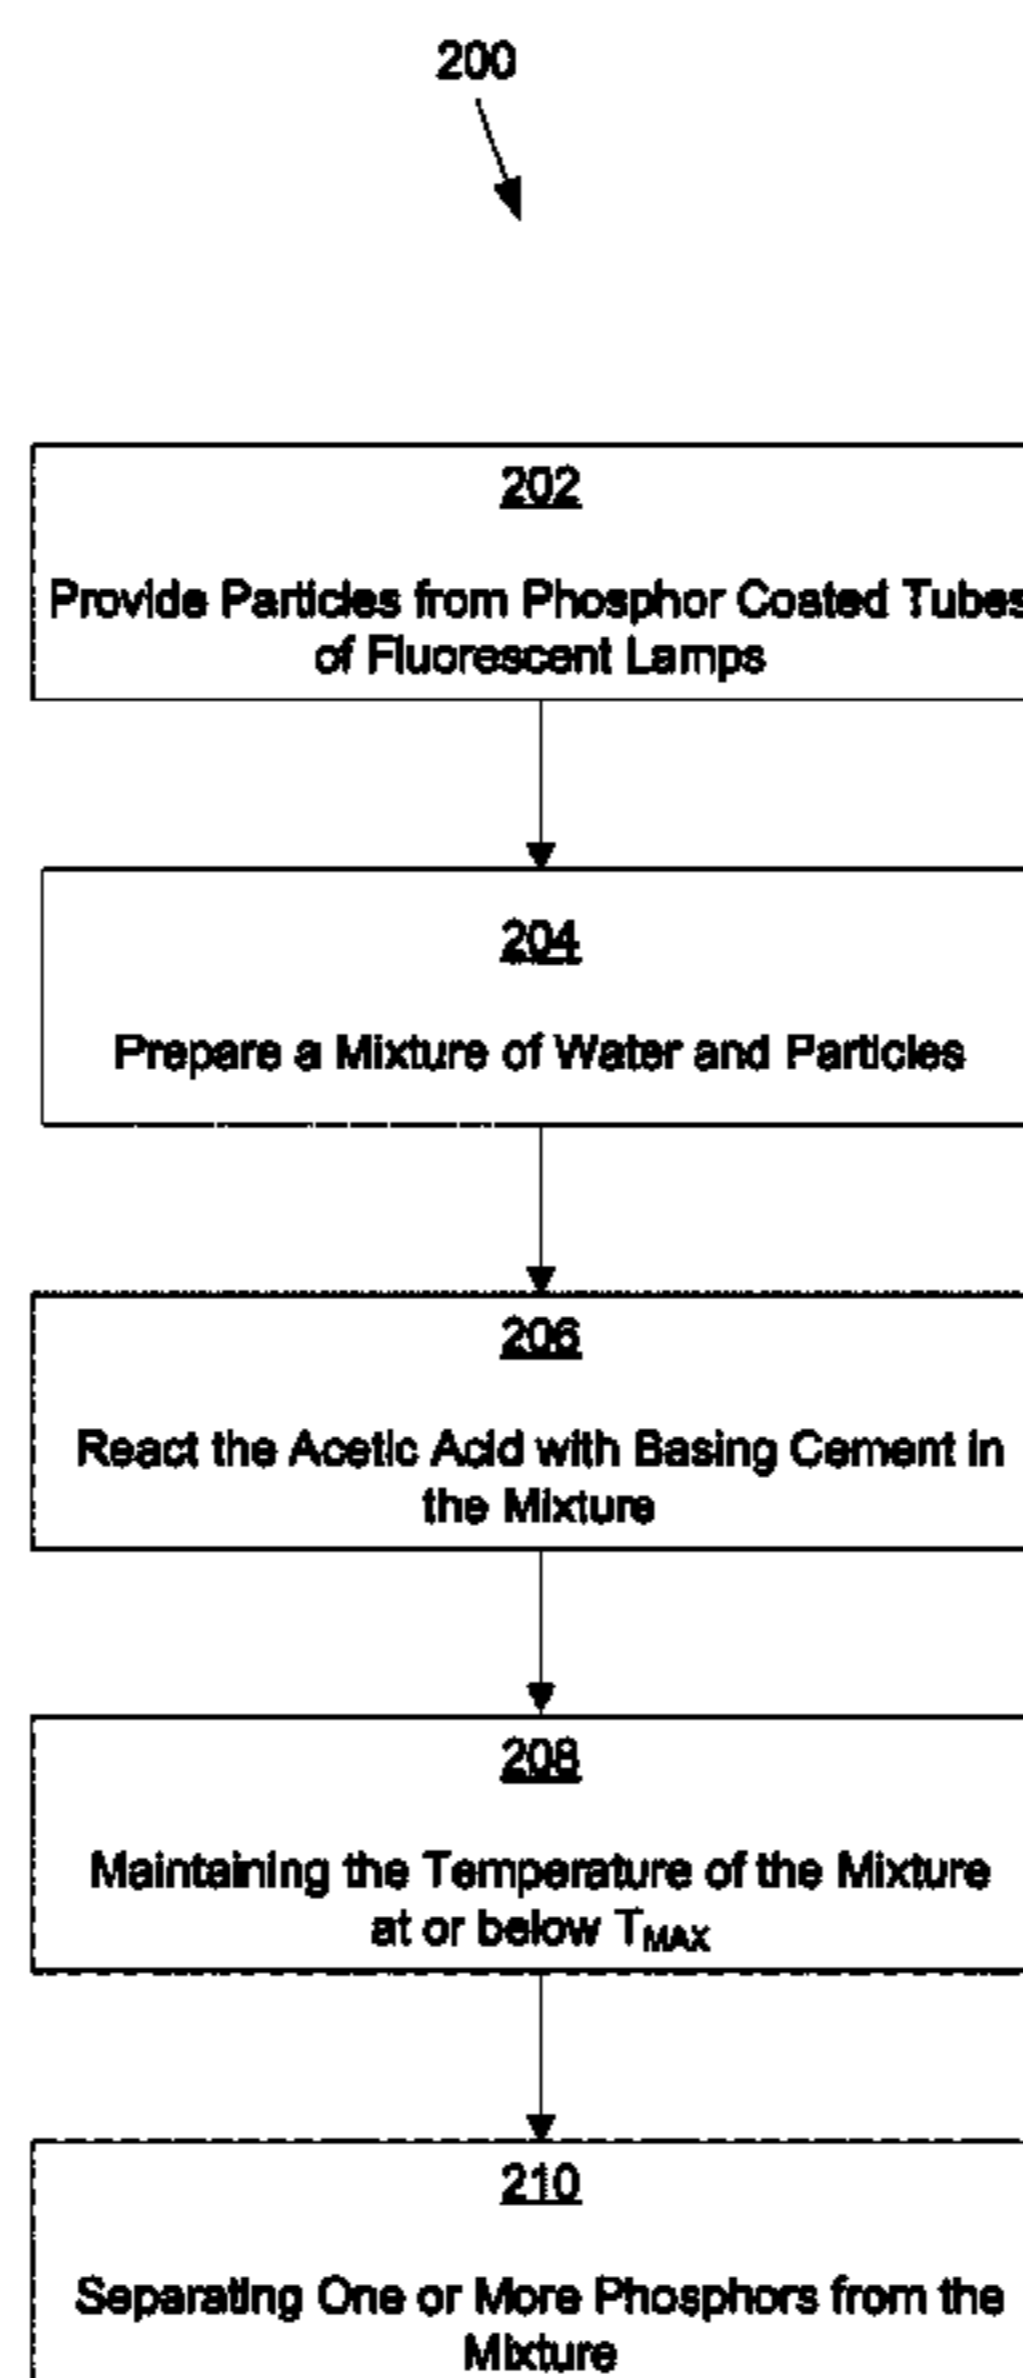 200
202
Provide Particles from Phosphor Coated Tubes
of Fluorescent Lamps
204
Prepare a Mixture of Water and Particles
206
React the Acetic Acid with Basing Cement in
the Mixture
208
Maintaining the Temperature of the Mixture
at or below TMAX
210
Separating One or More Phosphors from the
Mixture